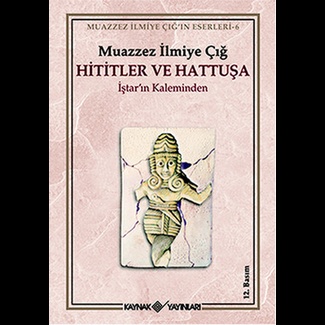 MUAZZEZ İLMİYE ÇIĞ'IN ESERLERİ-6
Muazzez İlmiye Çığ
HİTİTLER VE HATTUŞA
İştar'ın Kaleminden
12. Basım
KAYNAK YAYINLARI